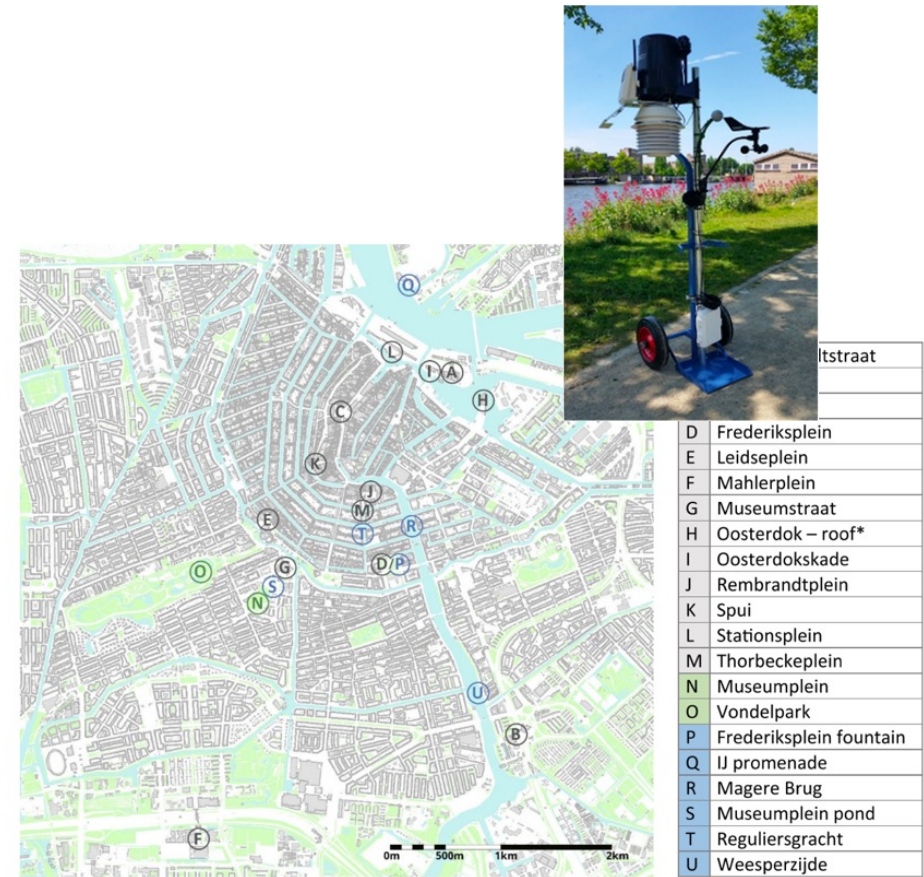 Q
L
I A
H
C
K
J
M
E
R
T
D P
G
O
S
N
U
B
F
0m 500m 1km 2km
ltstraat
D Frederiksplein
E Leidseplein
F Mahlerplein
G Museumstraat
H Oosterdok – roof*
I Oosterdokskade
J Rembrandtplein
K Spui
L Stationsplein
M Thorbeckeplein
N Museumplein
O Vondelpark
P Frederiksplein fountain
Q IJ promenade
R Magere Brug
S Museumplein pond
T Reguliersgracht
U Weesperzijde